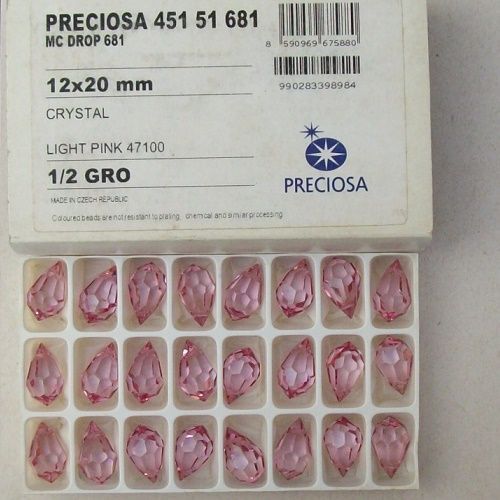 PRECIOSA 451 51 681
MC DROP 681
8 590969 675880
12x20 mm
990283398984
CRYSTAL
LIGHT PINK 47100
1/2 GRO
PRECIOSA
MADE IN CZECH REPUBLIC
Coloured beads are not resistant to plating, chemical and similar processing